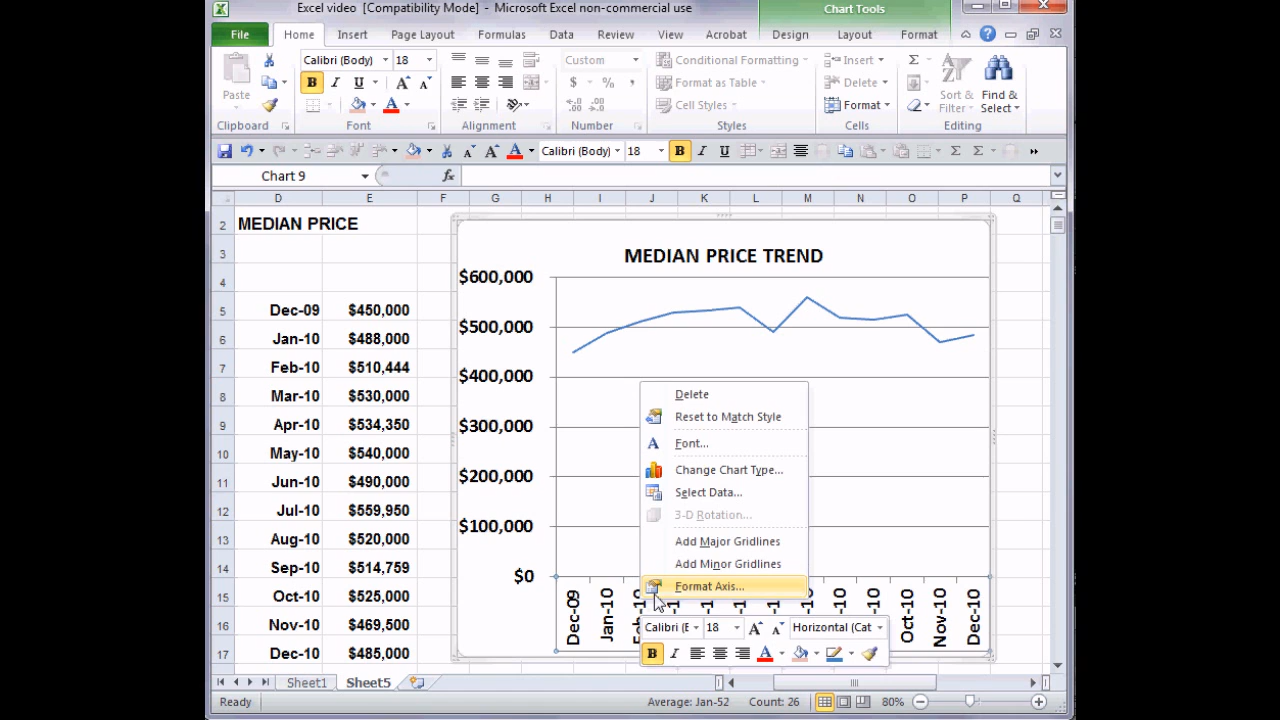 Excel video [Compatibility Mode] - Microsoft Excel non-commercial use
Chart Tools
File Home Insert Page Layout Formulas Data Review View Acrobat Design Layout Format
Calibri (Body) 18 Custom Conditional Formatting Insert Σ
Paste B I U A A A $ % , Format as Table Delete Sort & Filter Find & Select
Cell Styles Format
Clipboard Font Alignment Number Styles Cells Editing
Calibri (Body) 18 B I U Σ Σ
Chart 9 fx
D E F G H I J K L M N O P Q
2 MEDIAN PRICE
3
4
5 Dec-09 $450,000
6 Jan-10 $488,000
7 Feb-10 $510,444
8 Mar-10 $530,000
9 Apr-10 $534,350
10 May-10 $540,000
11 Jun-10 $490,000
12 Jul-10 $559,950
13 Aug-10 $520,000
14 Sep-10 $514,759
15 Oct-10 $525,000
16 Nov-10 $469,500
17 Dec-10 $485,000
MEDIAN PRICE TREND
$600,000
$500,000
$400,000
$300,000
$200,000
$100,000
$0
Dec-09
Jan-10
Oct-10
Nov-10
Dec-10
Delete
Reset to Match Style
Font...
Change Chart Type...
Select Data...
3-D Rotation...
Add Major Gridlines
Add Minor Gridlines
Format Axis...
18 Horizontal (Cat
B I A
Sheet1 Sheet5
Ready Average: Jan-52 Count: 26 80%